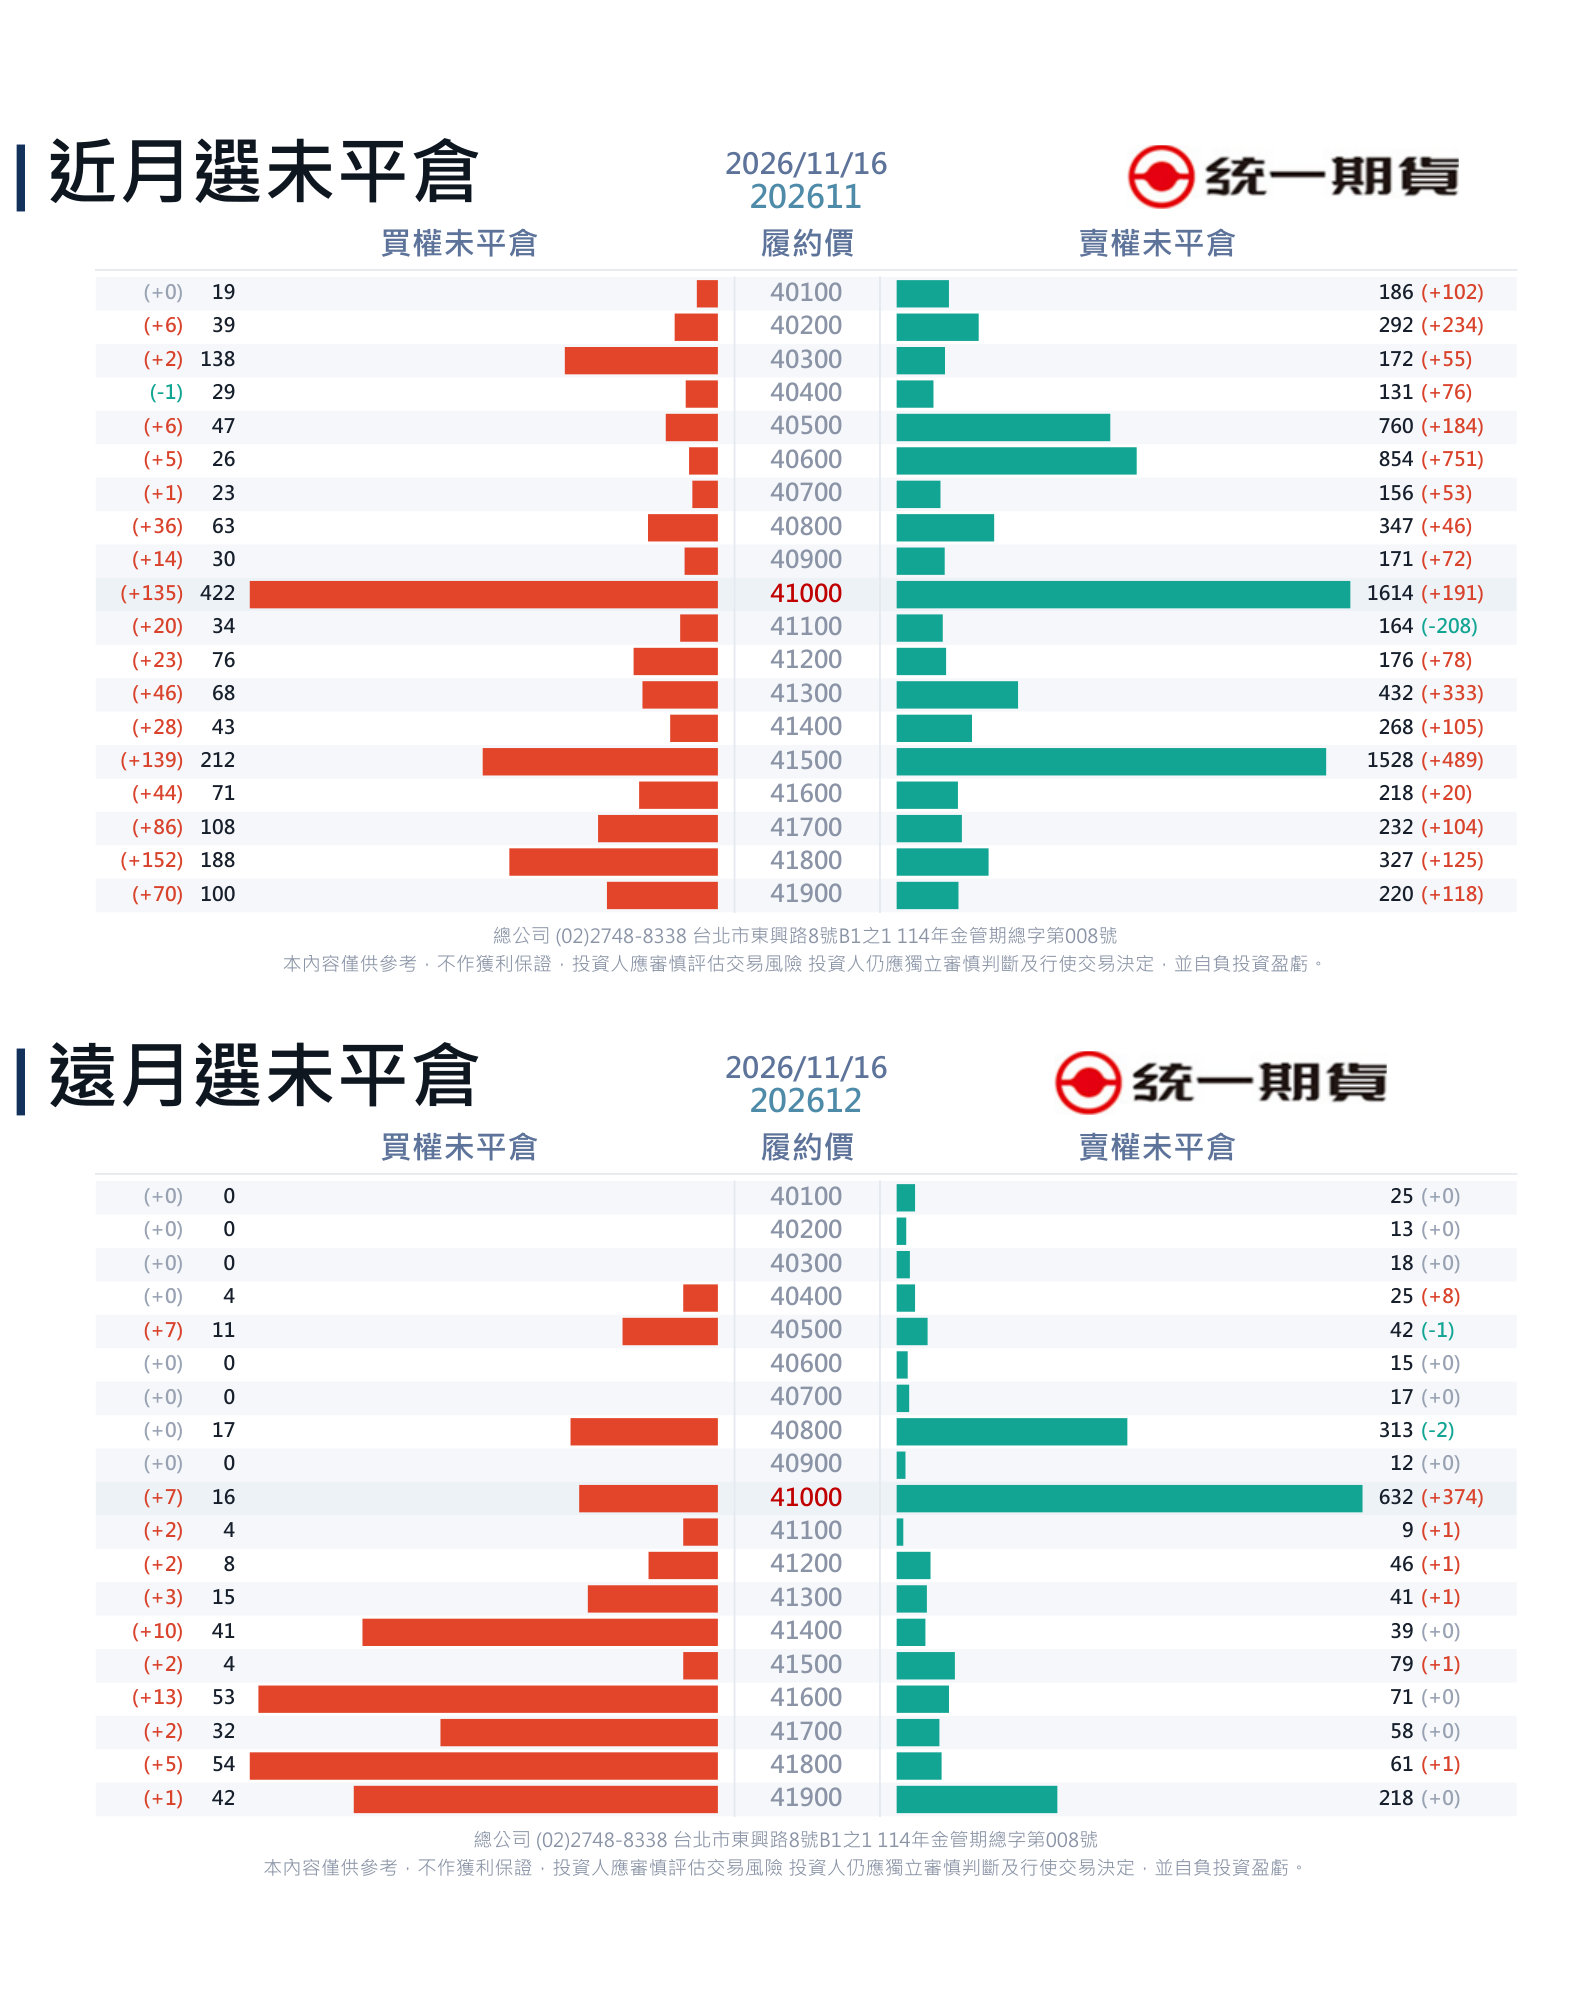 近月選未平倉
2026/11/16
202611
統一期貨
買權未平倉 履約價 賣權未平倉
(+0) 19 40100 186 (+102)
(+6) 39 40200 292 (+234)
(+2) 138 40300 172 (+55)
(-1) 29 40400 131 (+76)
(+6) 47 40500 760 (+184)
(+5) 26 40600 854 (+751)
(+1) 23 40700 156 (+53)
(+36) 63 40800 347 (+46)
(+14) 30 40900 171 (+72)
(+135) 422 41000 1614 (+191)
(+20) 34 41100 164 (-208)
(+23) 76 41200 176 (+78)
(+46) 68 41300 432 (+333)
(+28) 43 41400 268 (+105)
(+139) 212 41500 1528 (+489)
(+44) 71 41600 218 (+20)
(+86) 108 41700 232 (+104)
(+152) 188 41800 327 (+125)
(+70) 100 41900 220 (+118)
總公司 (02)2748-8338 台北市東興路8號B1之1 114年金管期總字第008號
本內容僅供參考﹐不作獲利保證﹐投資人應審慎評估交易風險 投資人仍應獨立審慎判斷及行使交易決定﹐並自負投資盈虧。
遠月選未平倉
2026/11/16
202612
統一期貨
買權未平倉 履約價 賣權未平倉
(+0) 0 40100 25 (+0)
(+0) 0 40200 13 (+0)
(+0) 0 40300 18 (+0)
(+0) 4 40400 25 (+8)
(+7) 11 40500 42 (-1)
(+0) 0 40600 15 (+0)
(+0) 0 40700 17 (+0)
(+0) 17 40800 313 (-2)
(+0) 0 40900 12 (+0)
(+7) 16 41000 632 (+374)
(+2) 4 41100 9 (+1)
(+2) 8 41200 46 (+1)
(+3) 15 41300 41 (+1)
(+10) 41 41400 39 (+0)
(+2) 4 41500 79 (+1)
(+13) 53 41600 71 (+0)
(+2) 32 41700 58 (+0)
(+5) 54 41800 61 (+1)
(+1) 42 41900 218 (+0)
總公司 (02)2748-8338 台北市東興路8號B1之1 114年金管期總字第008號
本內容僅供參考﹐不作獲利保證﹐投資人應審慎評估交易風險 投資人仍應獨立審慎判斷及行使交易決定﹐並自負投資盈虧。